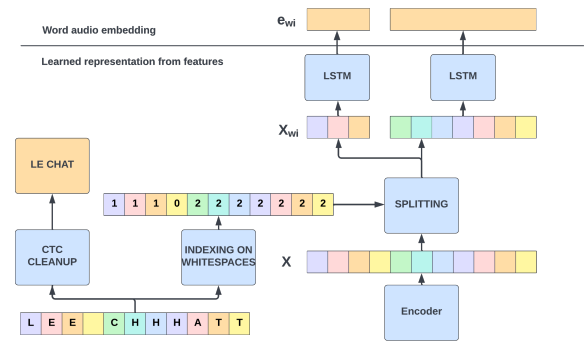 e_wi
Word audio embedding
Learned representation from features
LSTM
LSTM
X_wi
LE CHAT
1 1 1 0 2 2 2 2 2 2 2
SPLITTING
CTC
CLEANUP
INDEXING ON
WHITESPACES
X
Encoder
L E E C H H H A T T